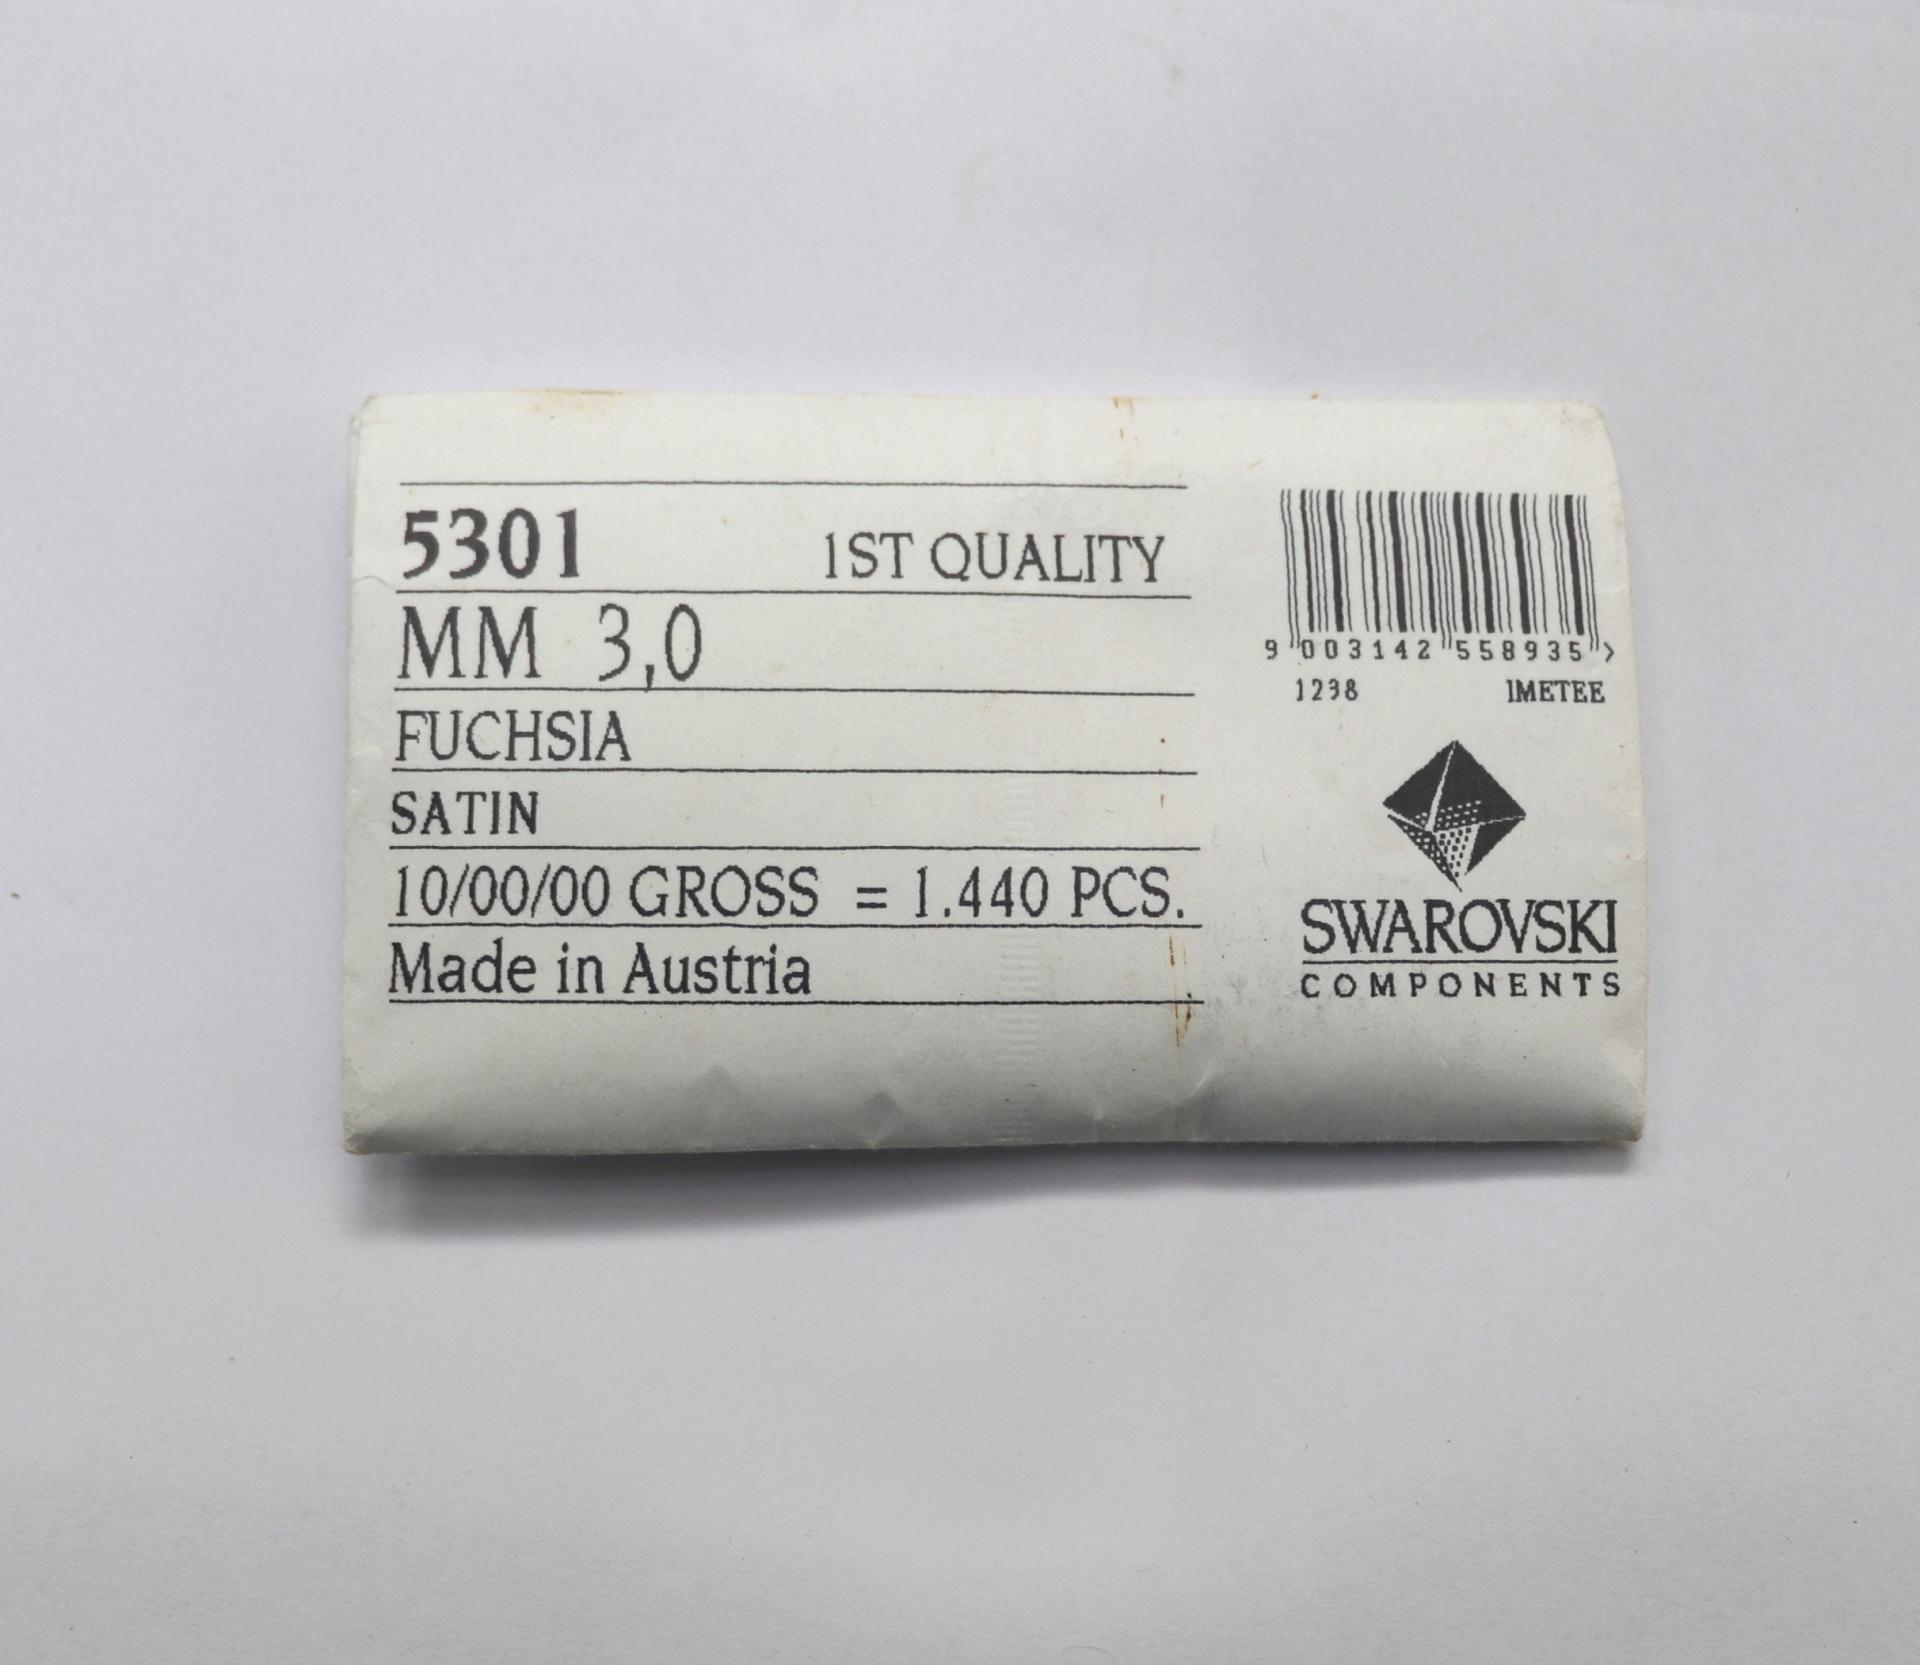 5301 1ST QUALITY
MM 3,0
FUCHSIA
SATIN
10/00/00 GROSS = 1.440 PCS.
Made in Austria
9 003142 558935 >
1238 IMETEE
SWAROVSKI
COMPONENTS